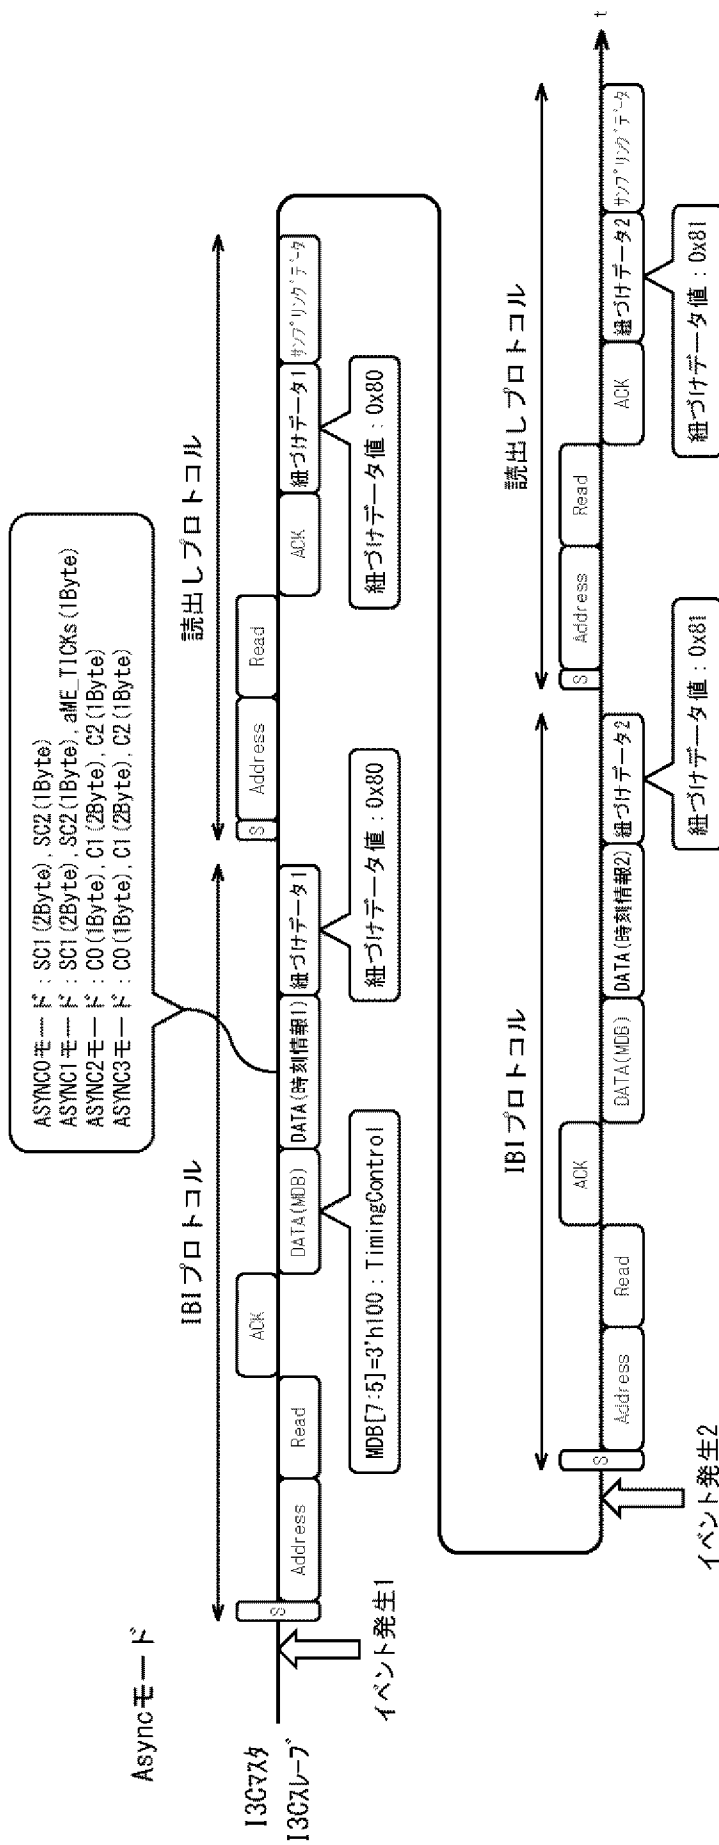 Asyncモード
ASYNC0モード：SC1(2Byte), SC2(1Byte)
ASYNC1モード：SC1(2Byte), SC2(1Byte), aME_TICKs(1Byte)
ASYNC2モード：C0(1Byte), C1(2Byte), C2(1Byte)
ASYNC3モード：C0(1Byte), C1(2Byte), C2(1Byte)
IBIプロトコル
読出しプロトコル
I3Cマスタ
I3Cスレーブ
S
Address
Read
ACK
DATA(MDB)
DATA(時刻情報1)
紐づけデータ1
S
Address
Read
ACK
紐づけデータ1
サンプリングデータ
イベント発生1
MDB[7:5]=3'h100：TimingControl
紐づけデータ値：0x80
紐づけデータ値：0x80
IBIプロトコル
読出しプロトコル
S
Address
Read
ACK
DATA(MDB)
DATA(時刻情報2)
紐づけデータ2
S
Address
Read
ACK
紐づけデータ2
サンプリングデータ
t
イベント発生2
紐づけデータ値：0x81
紐づけデータ値：0x81